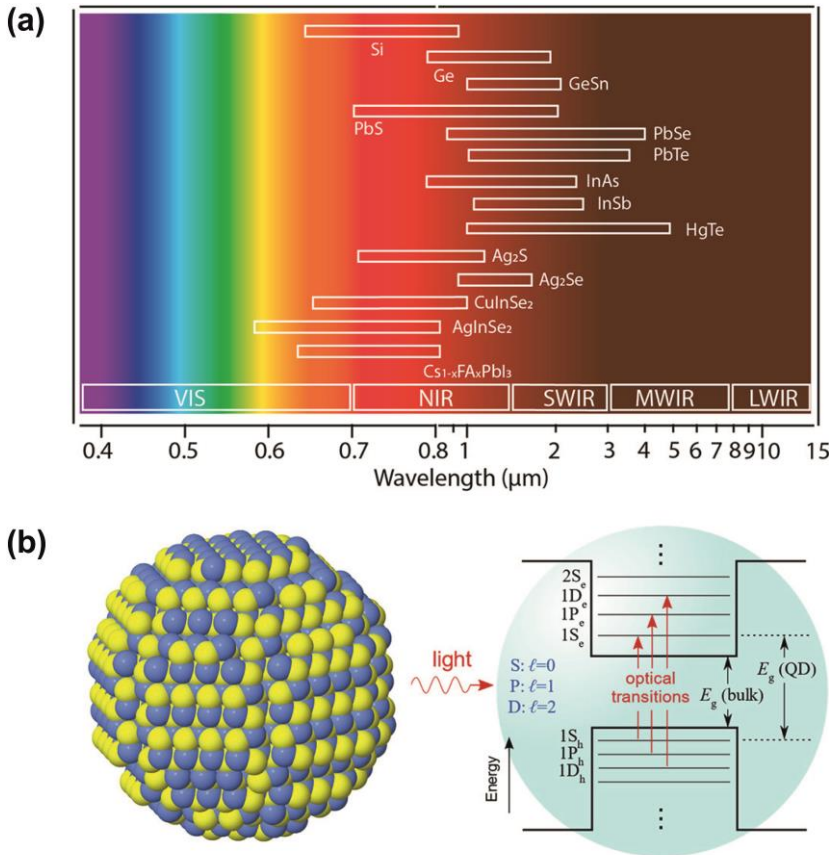 (a)
Si
Ge
GeSn
PbS
PbSe
PbTe
InAs
InSb
HgTe
Ag₂S
Ag₂Se
CuInSe₂
AgInSe₂
Cs₁₋ₓFAₓPbI₃
VIS NIR SWIR MWIR LWIR
0.4 0.5 0.6 0.7 0.8 1 2 3 4 5 6 7 8 9 10 15
Wavelength (μm)
(b)
light
S: ℓ=0
P: ℓ=1
D: ℓ=2
2Sₑ
1Dₑ
1Pₑ
1Sₑ
optical
transitions
E_g (bulk)
E_g (QD)
1Sₕ
1Pₕ
1Dₕ
Energy